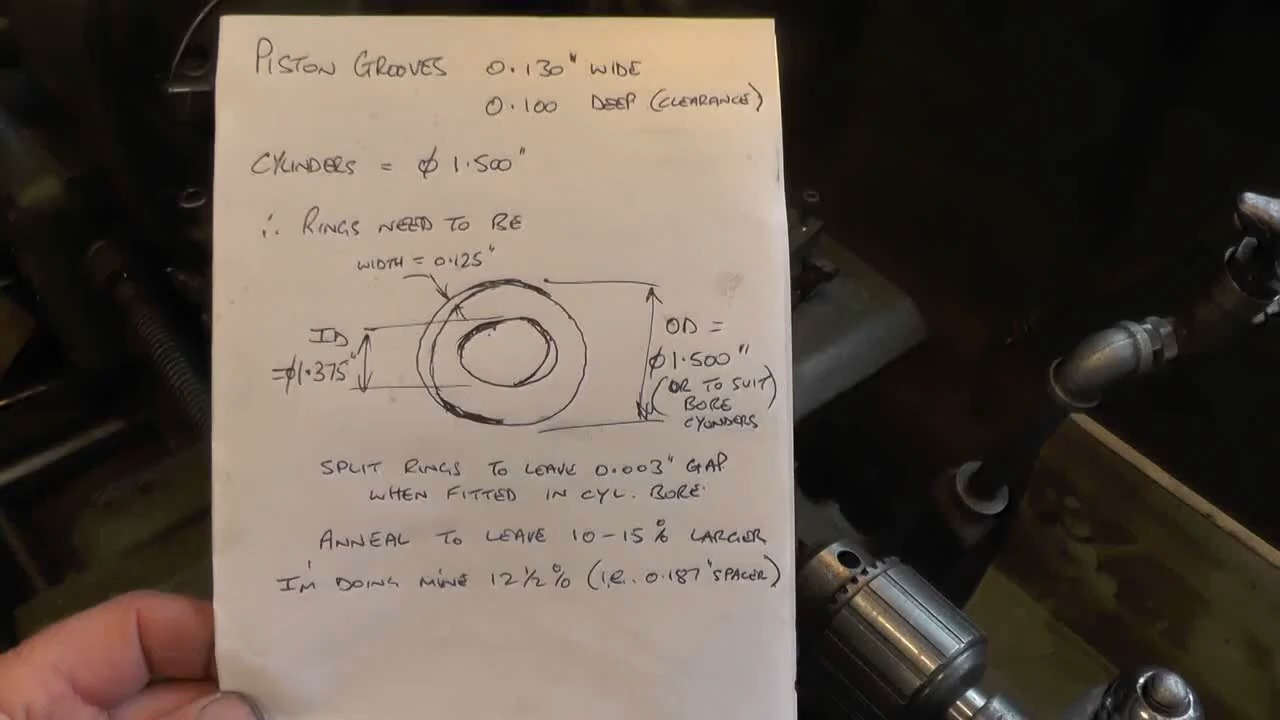 PISTON GROOVES 0.130" WIDE
0.100 DEEP (CLEARANCE)
CYLINDERS = ϕ 1.500"
∴ RINGS NEED TO BE
WIDTH = 0.125"
ID
=ϕ1.375"
OD =
ϕ1.500"
(OR TO SUIT)
BORE
CYLINDERS
SPLIT RINGS TO LEAVE 0.003" GAP
WHEN FITTED IN CYL. BORE.
ANNEAL TO LEAVE 10-15% LARGER
I'M DOING MINE 12½% (i.e. 0.187" SPACER)